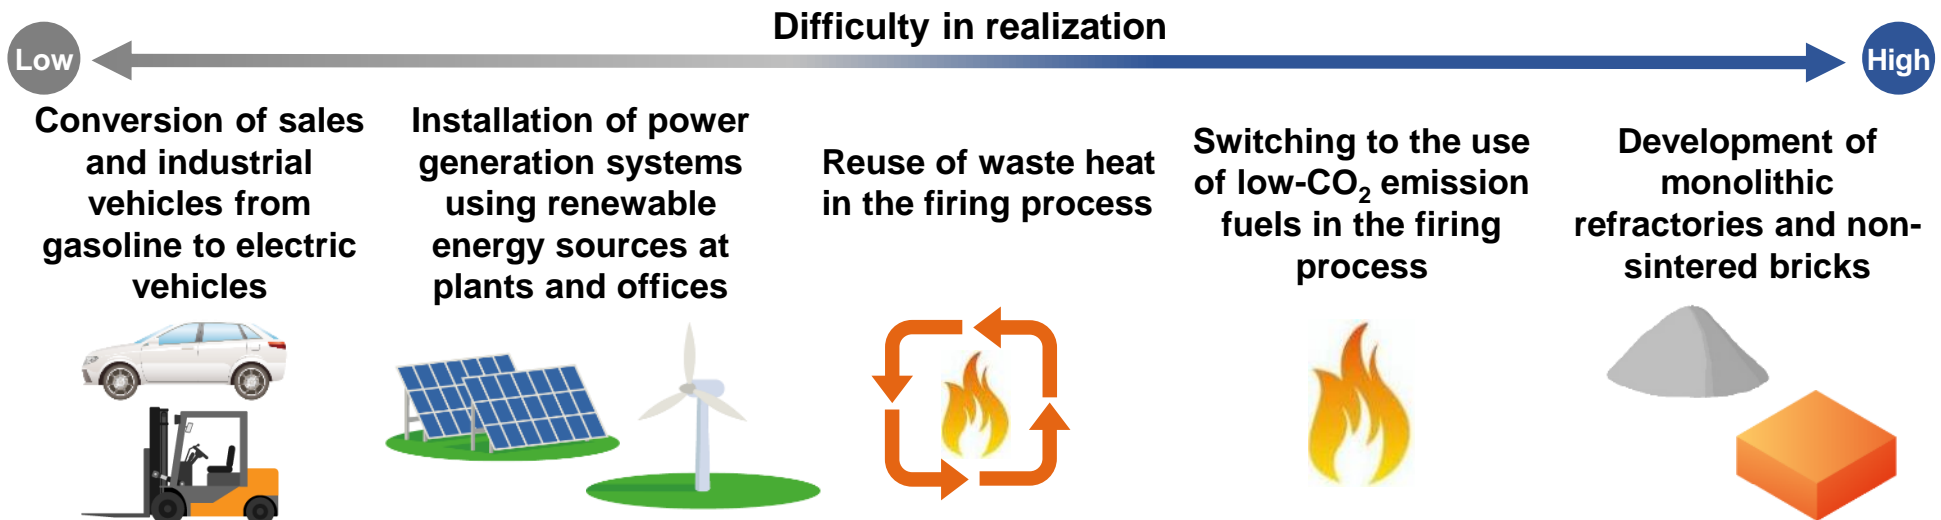 Difficulty in realization
Low
High
Conversion of sales
and industrial
vehicles from
gasoline to electric
vehicles
Installation of power
generation systems
using renewable
energy sources at
plants and offices
Reuse of waste heat
in the firing process
Switching to the use
of low-CO₂ emission
fuels in the firing
process
Development of
monolithic
refractories and non-
sintered bricks